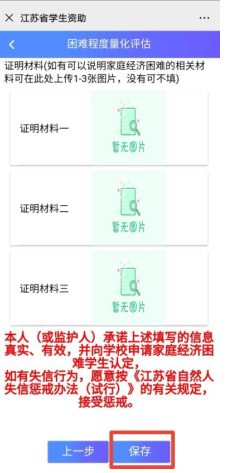 × 江苏省学生资助 ...
< 困难程度量化评估
证明材料(如有可以说明家庭经济困难的相关材
料可在此处上传1-3张图片，没有可不填)
证明材料一
暂无图片
证明材料二
暂无图片
证明材料三
暂无图片
本人（或监护人）承诺上述填写的信息
真实、有效，并向学校申请家庭经济困
难学生认定，
如有失信行为，愿意按《江苏省自然人
失信惩戒办法（试行）》的有关规定，
接受惩戒。
上一步 保存